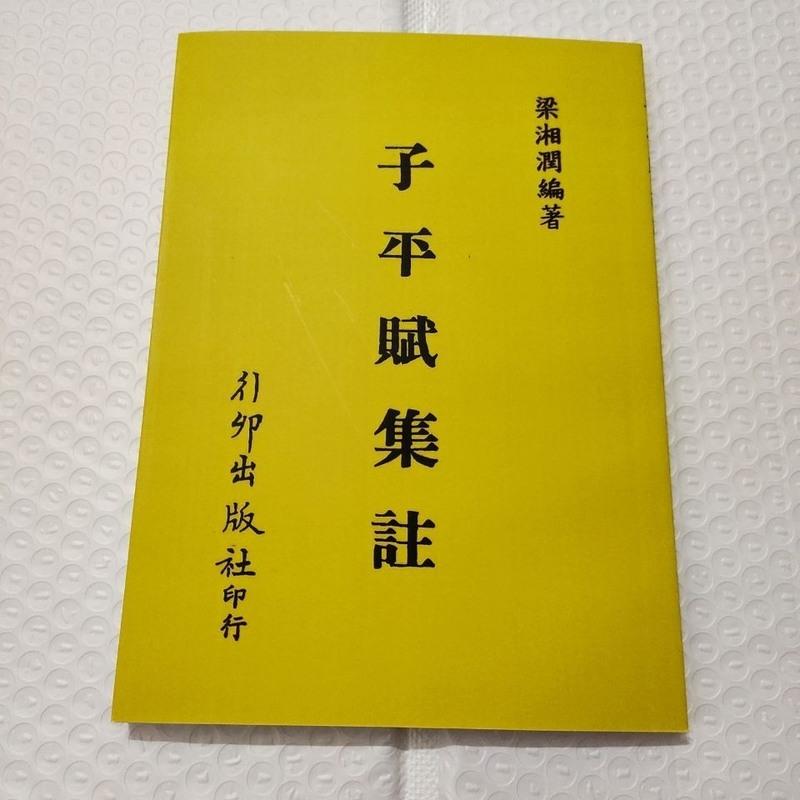 梁湘潤編著
子平賦集註
行卯出版社印行